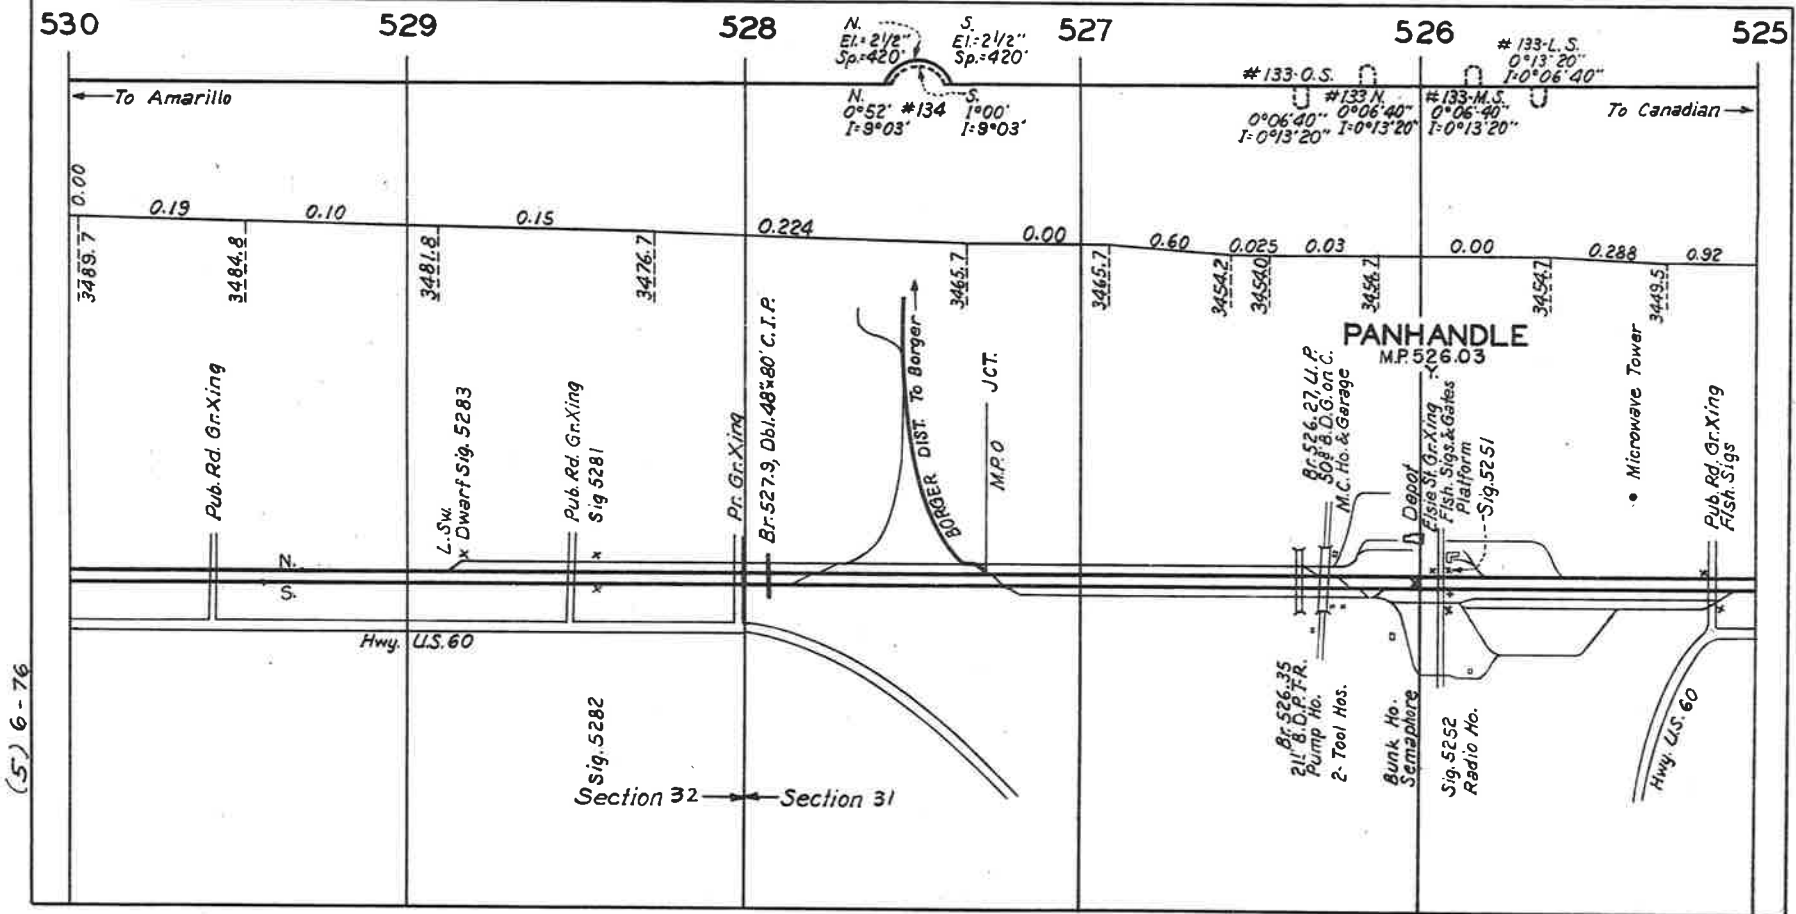 530
529
528
527
526
525
N.
El.=2 1/2"
Sp.=420'
S.
El.=2 1/2"
Sp.=420'
N.
0°52'
I=9°03'
#134
S.
1°00'
I=9°03'
#133-O.S.
0°06'40"
I=0°13'20"
#133 N.
0°06'40"
I=0°13'20"
#133-M.S.
0°06'40"
I=0°13'20"
#133-L.S.
0°13'20"
I=0°06'40"
To Amarillo
To Canadian
0.00
0.19
0.10
0.15
0.224
0.00
0.60
0.025
0.03
0.00
0.288
0.92
3489.7
3484.8
3481.8
3476.7
3465.7
3465.7
3454.2
3454.0
3454.7
3454.7
3449.5
PANHANDLE
M.P. 526.03
Pub. Rd. Gr. Xing
L. Sw.
Dwarf Sig. 5283
Pub. Rd. Gr. Xing
Sig 5281
Pr. Gr. Xing
Br. 527.9, Dbl. 48"x80' C.I.P.
BORGER DIST. To Borger
JCT.
M.P. 0
Br. 526.27, U.P.
50' 8" B.D.G. on C.
M.C. Ho. & Garage
Depot
Elsie St. Gr. Xing
Flsh. Sigs. & Gates
Platform
Sig. 5251
Microwave Tower
Pub. Rd. Gr. Xing
Flsh. Sigs
Y
N.
S.
Hwy. U.S. 60
Sig. 5282
Section 32
Section 31
Br. 526.35
21' B.D.P.T.R.
Pump Ho.
2- Tool Hos.
Bunk Ho.
Semaphore
Sig. 5252
Radio Ho.
Hwy. U.S. 60
(5) 6-76